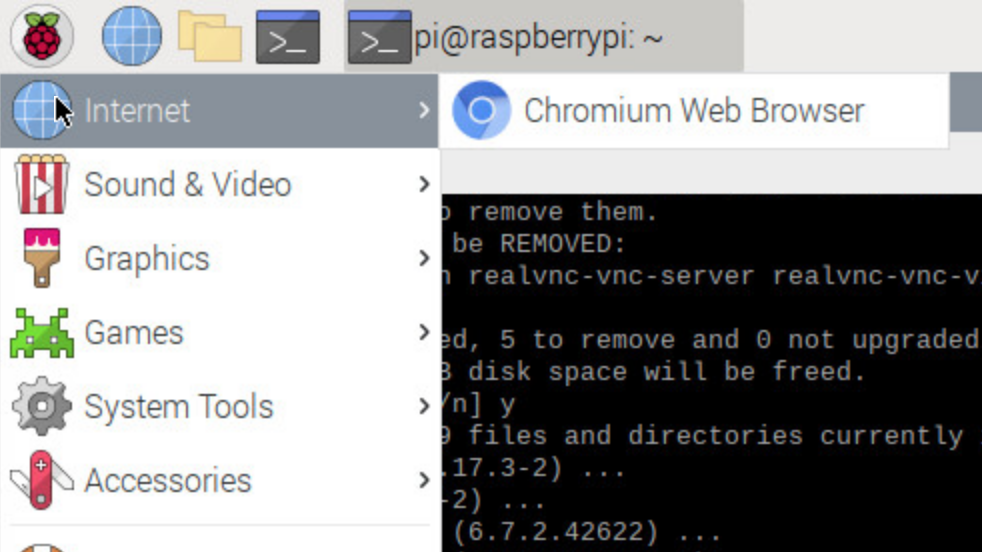 >_
>_ pi@raspberrypi: ~
Internet
Chromium Web Browser
Sound & Video
Graphics
Games
System Tools
Accessories
remove them.
be REMOVED:
realvnc-vnc-server realvnc-vnc-v
ed, 5 to remove and 0 not upgraded
disk space will be freed.
/n] y
files and directories currently
.17.3-2) ...
-2) ...
(6.7.2.42622) ...